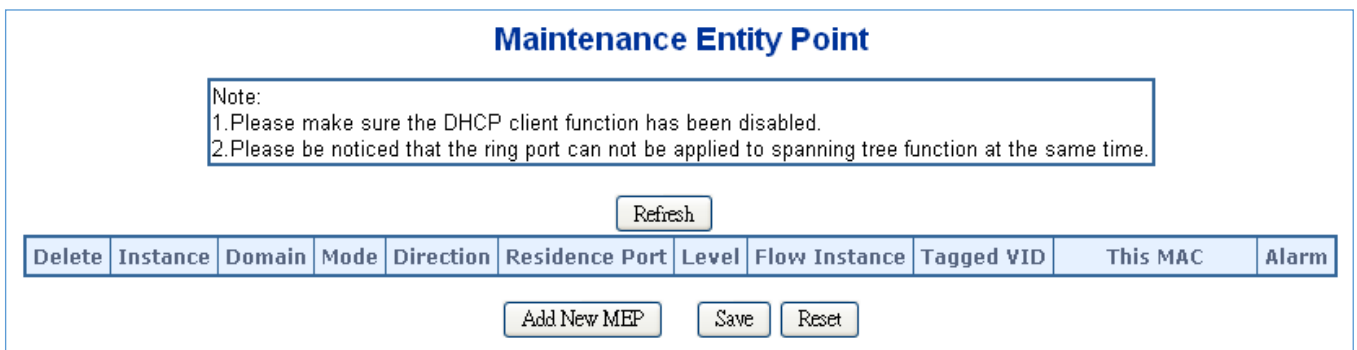 Maintenance Entity Point
Note:
1.Please make sure the DHCP client function has been disabled.
2.Please be noticed that the ring port can not be applied to spanning tree function at the same time.
Refresh
Delete Instance Domain Mode Direction Residence Port Level Flow Instance Tagged VID This MAC Alarm
Add New MEP Save Reset